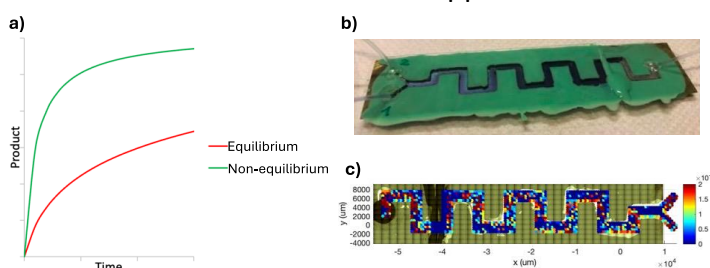 a)
Product
Time
Equilibrium
Non-equilibrium
b)
c)
8000
6000
4000
2000
0
-2000
-4000
y (um)
-5 -4 -3 -2 -1 0 1
x (um)
× 10⁴
2
1.5
1
0.5
0